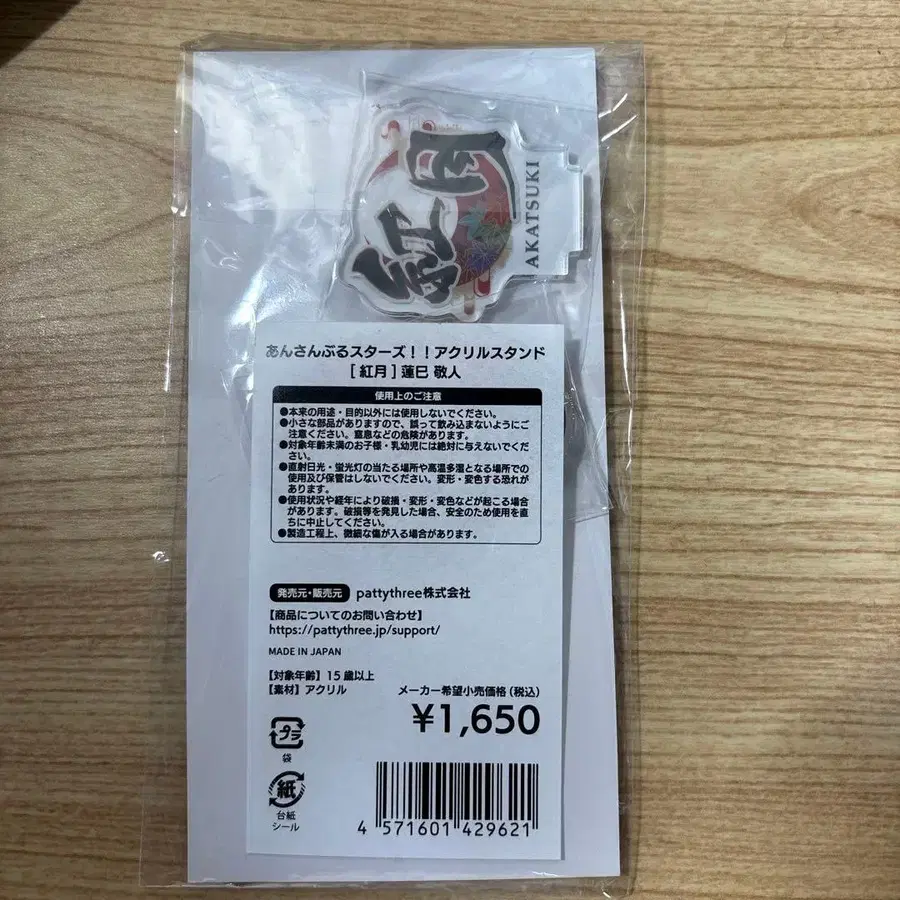 紅月
AKATSUKI
あんさんぶるスターズ！！アクリルスタンド
[ 紅月 ] 蓮巳 敬人
使用上のご注意
●本来の用途・目的以外には使用しないでください。
●小さな部品がありますので、誤って飲み込まないようにご
注意ください。窒息などの危険があります。
●対象年齢未満のお子様・乳幼児には絶対に与えないでくだ
さい。
●直射日光・蛍光灯の当たる場所や高温多湿となる場所での
使用及び保管はしないでください。変形・変色する恐れが
あります。
●使用状況や経年により破損・変形・変色などが起こる場合
があります。破損等を発見した場合、安全のため使用を直
ちに中止してください。
●製造工程上、微細な傷が入る場合があります。
発売元・販売元 pattythree株式会社
【商品についてのお問い合わせ】
https://pattythree.jp/support/
MADE IN JAPAN
【対象年齢】15歳以上
【素材】アクリル
メーカー希望小売価格（税込）
¥1,650
プラ
袋
紙
台紙
シール
4 571601 429621